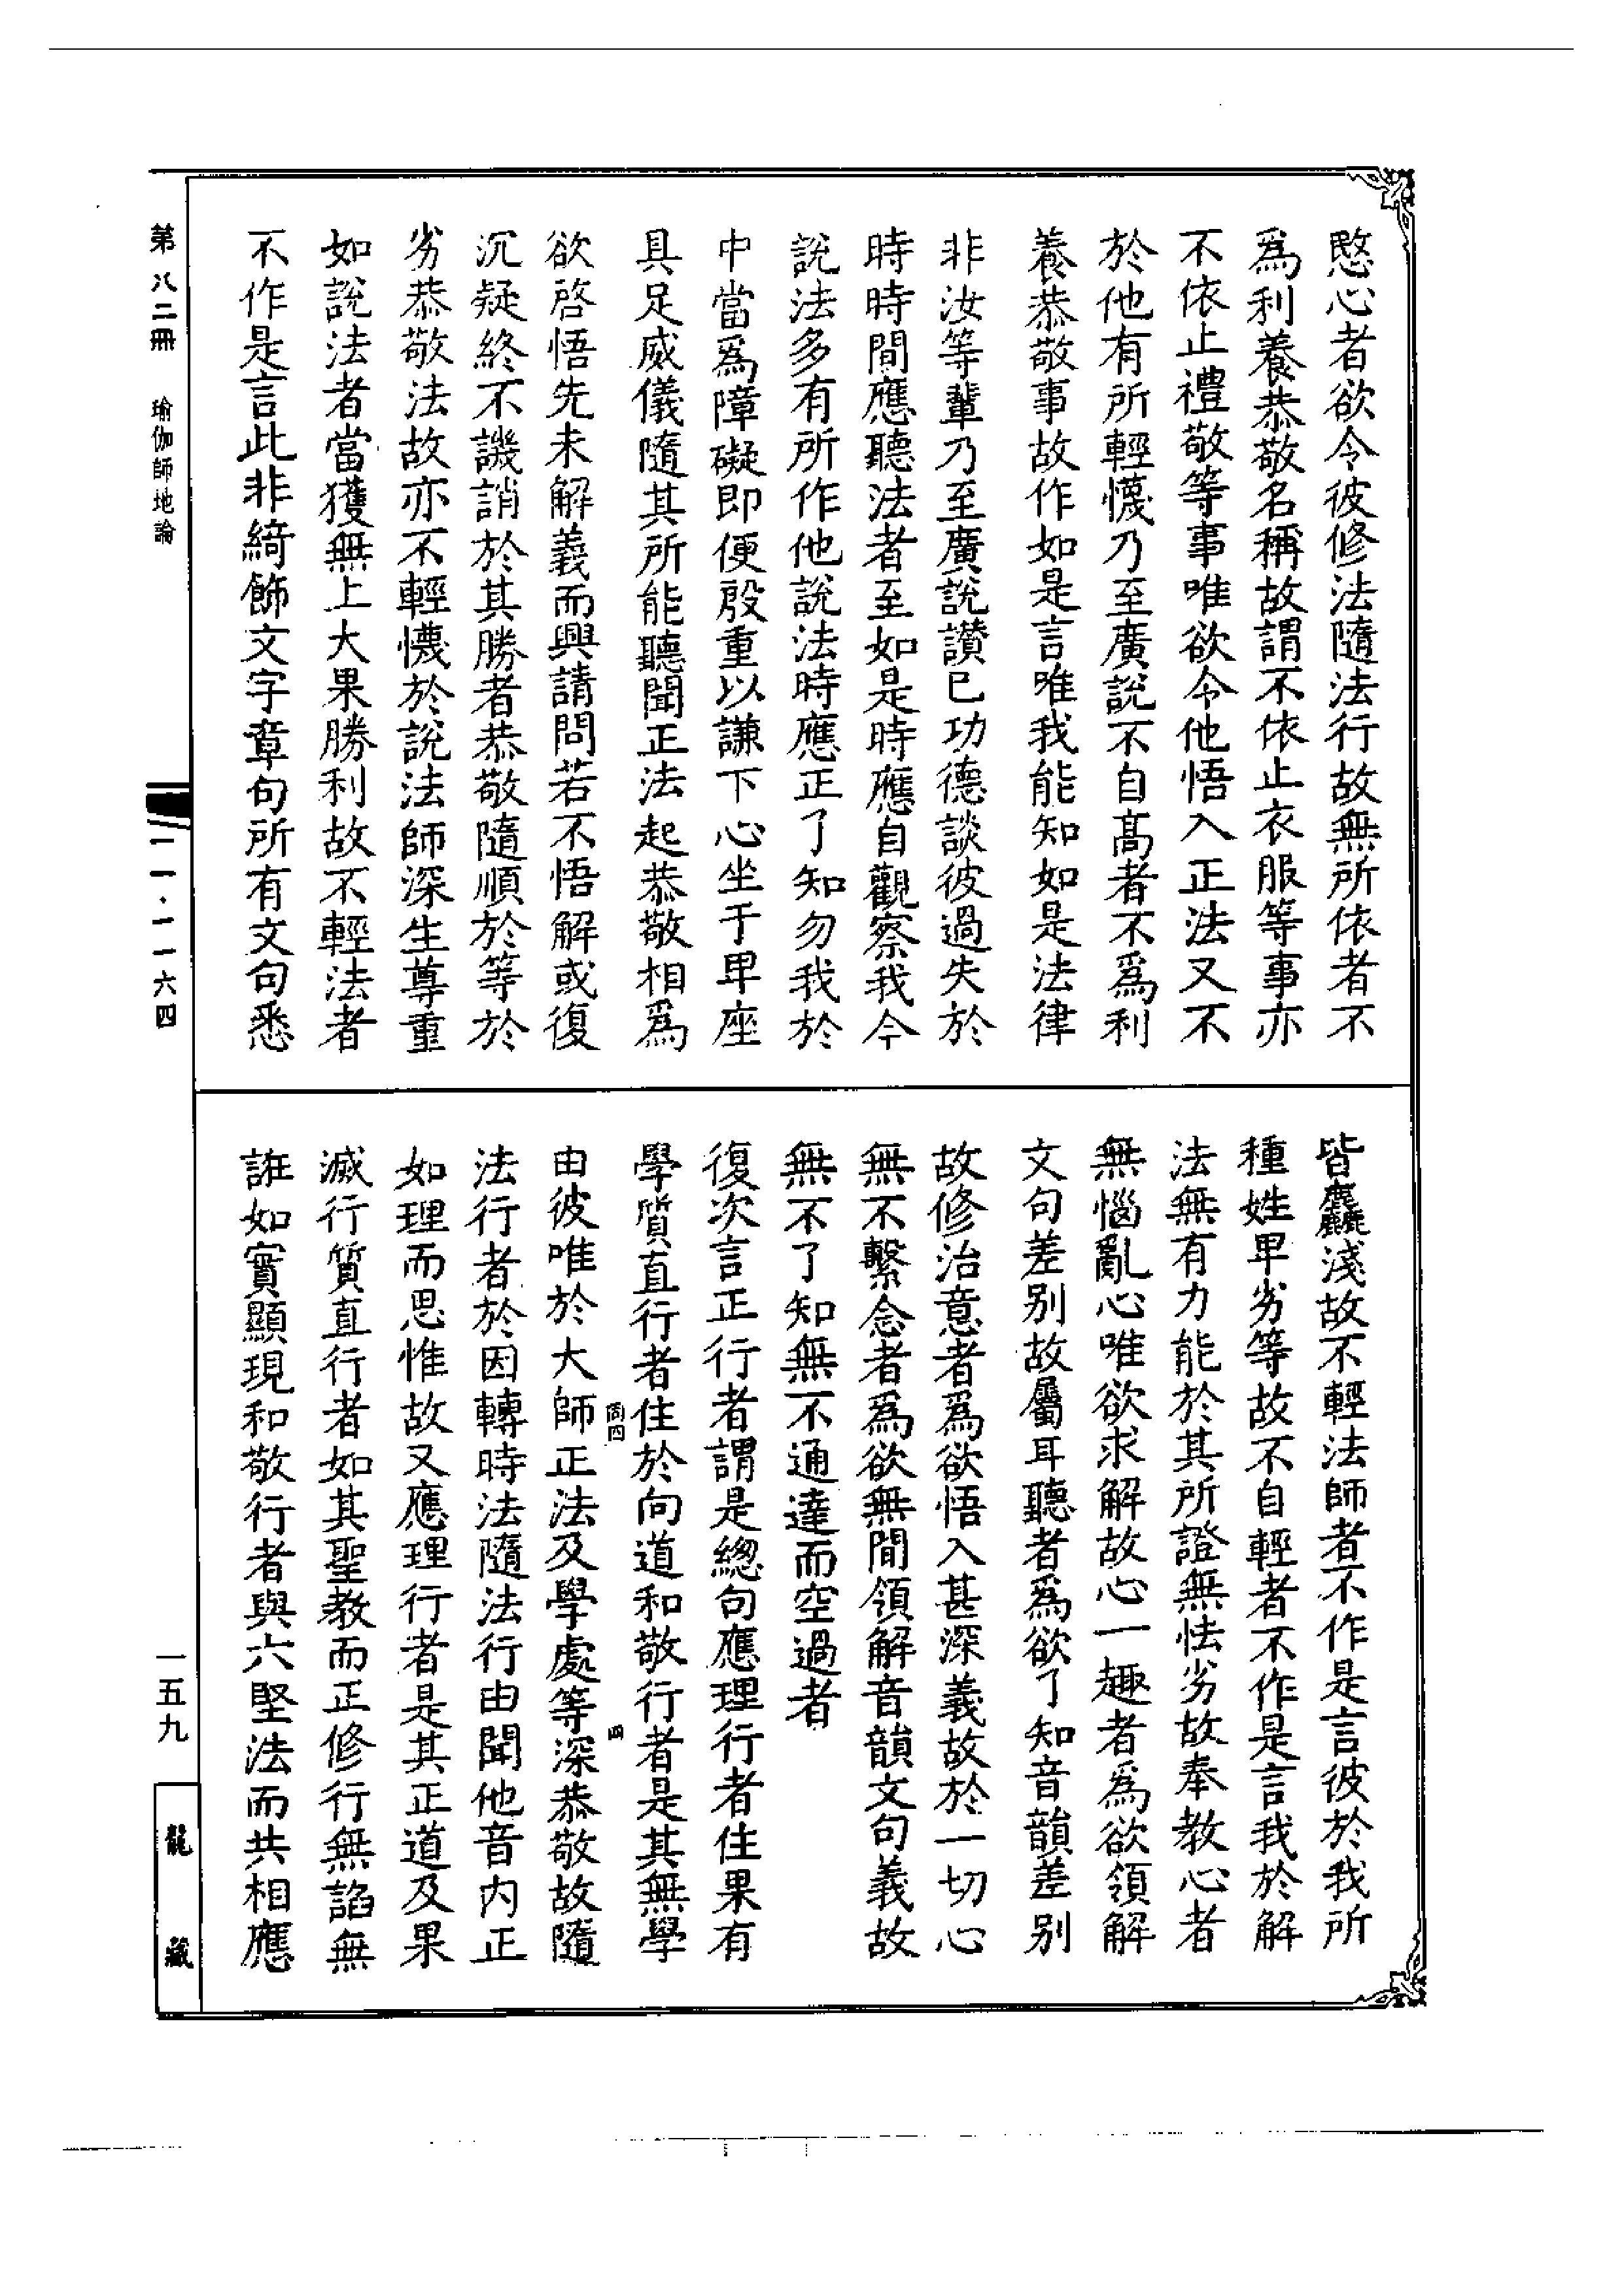 愍心者欲令彼修法隨法行故無所依者不
爲利養恭敬名稱故謂不依止衣服等事亦
不依止禮敬等事唯欲令他悟入正法又不
於他有所輕懱乃至廣說不自高者不爲利
養恭敬事故作如是言唯我能知如是法律
非汝等輩乃至廣說讃已功德談彼過失於
時時間應聽法者至如是時應自觀察我今
說法多有所作他說法時應正了知勿我於
中當爲障礙即便殷重以謙下心坐于卑座
具足威儀隨其所能聽聞正法起恭敬相爲
欲啓悟先未解義而興請問若不悟解或復
沉疑終不譏誚於其勝者恭敬隨順於等於
劣恭敬法故亦不輕懱於說法師深生尊重
如說法者當獲無上大果勝利故不輕法者
不作是言此非綺飾文字章句所有文句悉
皆麤淺故不輕法師者不作是言彼於我所
種姓卑劣等故不自輕者不作是言我於解
法無有力能於其所證無怯劣故奉教心者
無惱亂心唯欲求解故心一趣者爲欲領解
文句差别故屬耳聽者爲欲了知音韻差别
故修治意者爲欲悟入甚深義故於一切心
無不繫念者爲欲無間領解音韻文句義故
無不了知無不通達而空過者
復次言正行者謂是總句應理行者住果有
學質直行者住於向道和敬行者是其無學
商四
四
由彼唯於大師正法及學處等深恭敬故隨
法行者於因轉時法隨法行由聞他音内正
如理而思惟故又應理行者是其正道及果
滅行質直行者如其聖教而正修行無諂無
誑如實顯現和敬行者與六堅法而共相應
第八二冊 瑜伽師地論
一一·一一六四
一五九
龍藏